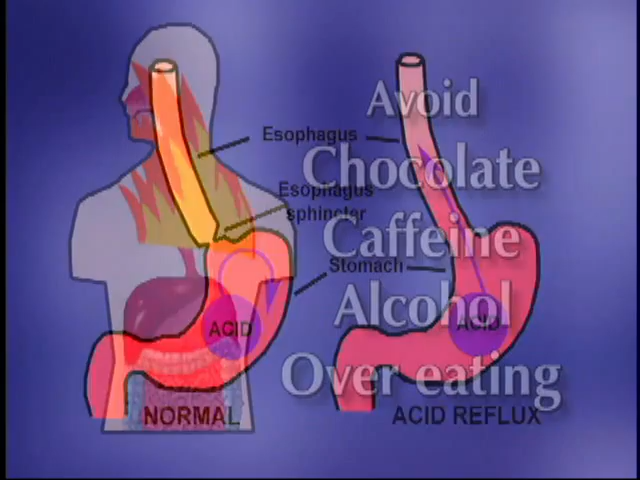 Avoid
Chocolate
Caffeine
Alcohol
Over eating
Esophagus
Esophagus
sphincter
Stomach
ACID
ACID
NORMAL
ACID REFLUX